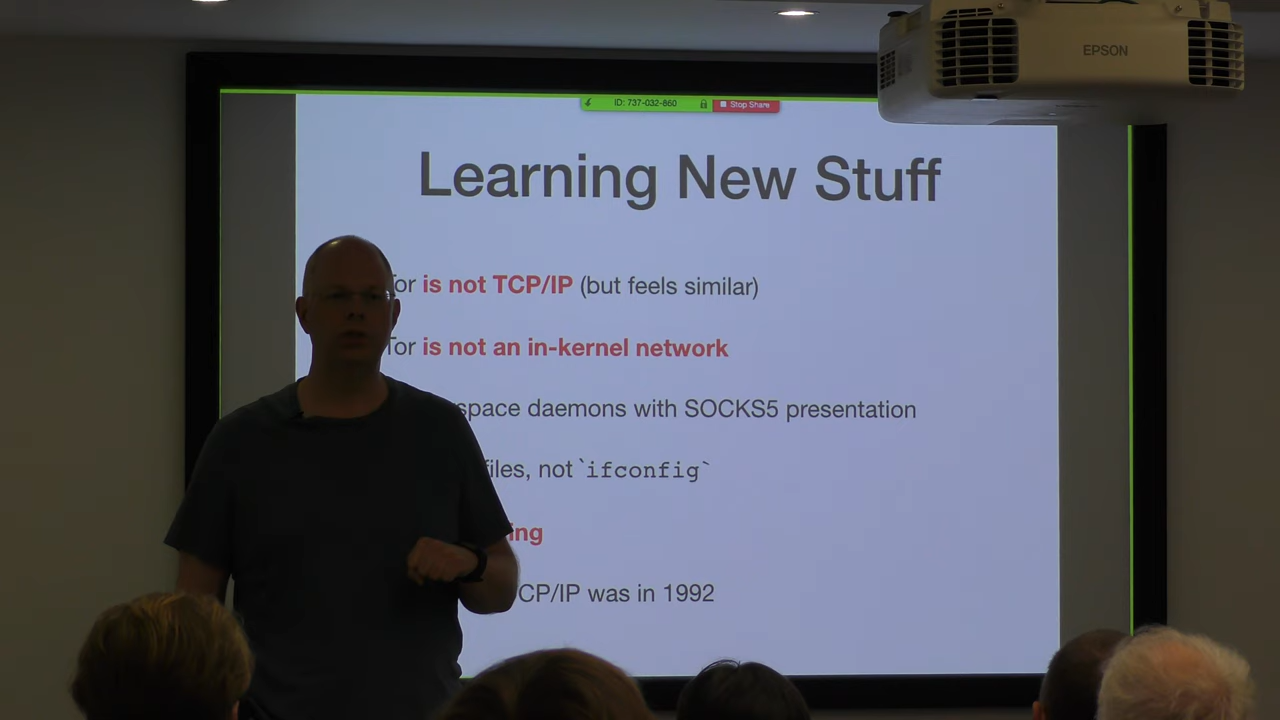 EPSON
ID: 737-032-860
Stop Share
Learning New Stuff
Tor is not TCP/IP (but feels similar)
Tor is not an in-kernel network
space daemons with SOCKS5 presentation
files, not `ifconfig`
ing
CP/IP was in 1992